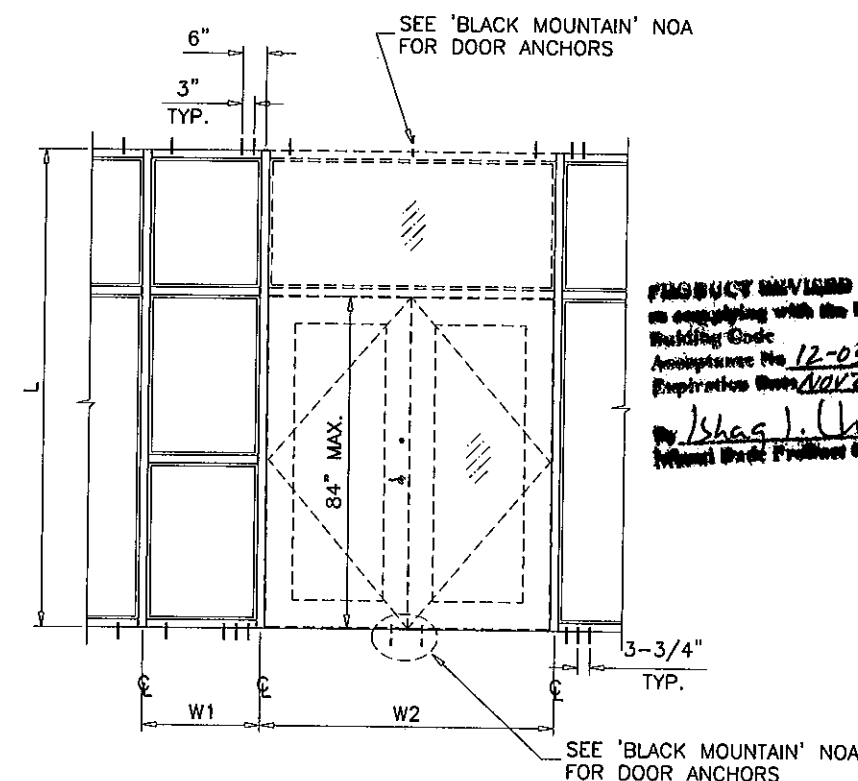 SEE 'BLACK MOUNTAIN' NOA
FOR DOOR ANCHORS
6"
3"
TYP.
L
84" MAX.
PRODUCT REVISED
as complying with the
Building Code
Acceptance No 12-0
Expiration Date NOV
By Ishaq I.
Miami Dade Product
3-3/4"
TYP.
℄
℄
℄
W1
W2
SEE 'BLACK MOUNTAIN' NOA
FOR DOOR ANCHORS